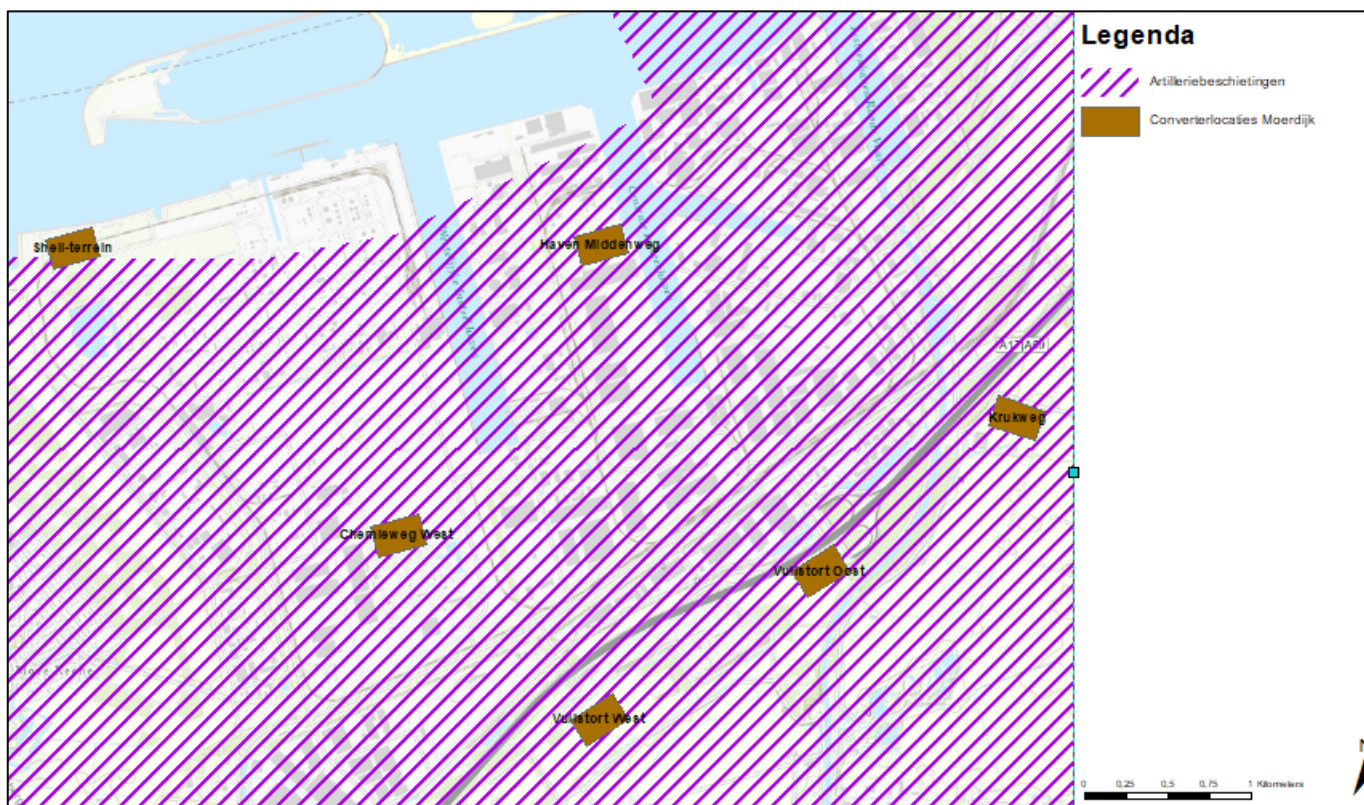 Legenda
Artilleriebeschietingen
Converterlocaties Moerdijk
Shell-terrein
Haven Middenweg
A17|A59
Krukweg
Chemieweg West
Vuilstort Oost
Vuilstort West
N
0 0,25 0,5 0,75 1 Kilometers